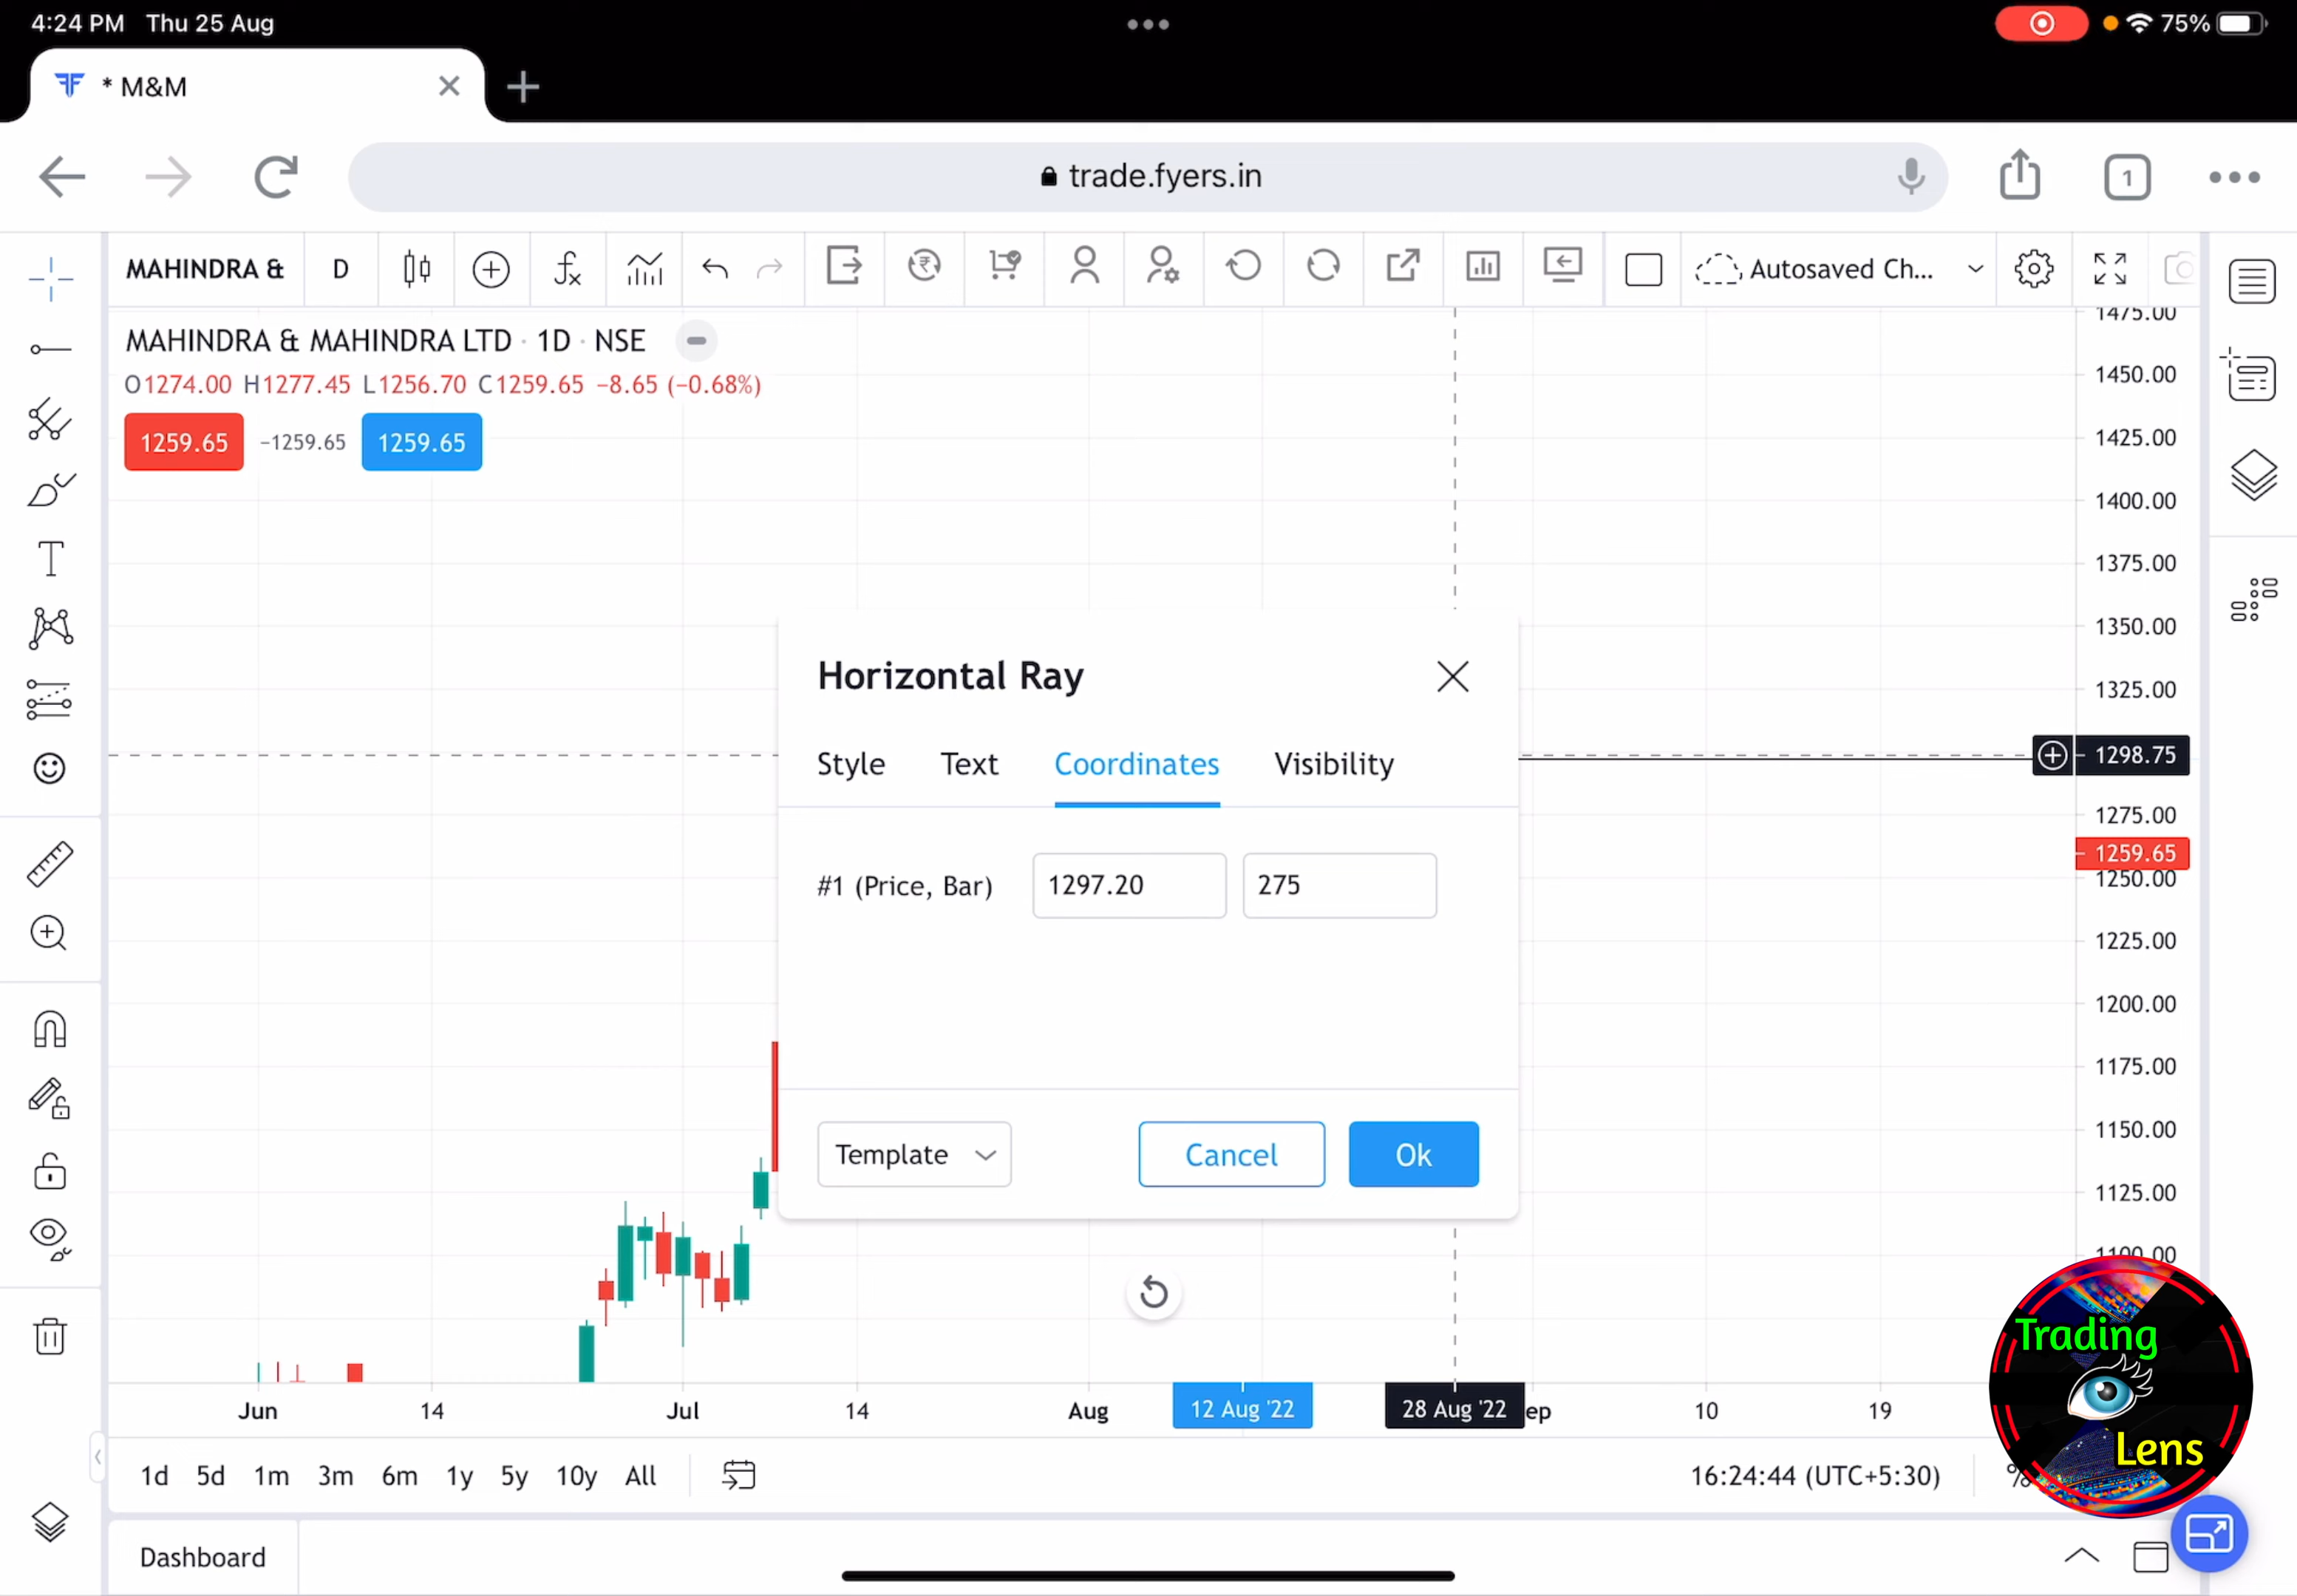 4:24 PM Thu 25 Aug
75%
* M&M
trade.fyers.in
1
MAHINDRA & D
Autosaved Ch...
MAHINDRA & MAHINDRA LTD · 1D · NSE
O1274.00 H1277.45 L1256.70 C1259.65 −8.65 (−0.68%)
1259.65 −1259.65 1259.65
1475.00
1450.00
1425.00
1400.00
1375.00
1350.00
1325.00
1298.75
1275.00
1259.65
1250.00
1225.00
1200.00
1175.00
1150.00
1125.00
1100.00
Horizontal Ray
Style Text Coordinates Visibility
#1 (Price, Bar) 1297.20 275
Template Cancel Ok
Jun 14 Jul 14 Aug 12 Aug '22 28 Aug '22 ep 10 19
1d 5d 1m 3m 6m 1y 5y 10y All
16:24:44 (UTC+5:30) %
Trading
Lens
Dashboard